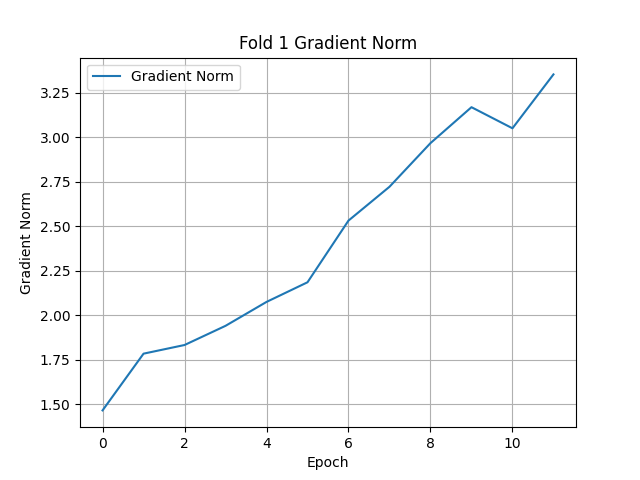 Fold 1 Gradient Norm
Gradient Norm
3.25
3.00
2.75
2.50
2.25
2.00
1.75
1.50
Gradient Norm
0 2 4 6 8 10
Epoch